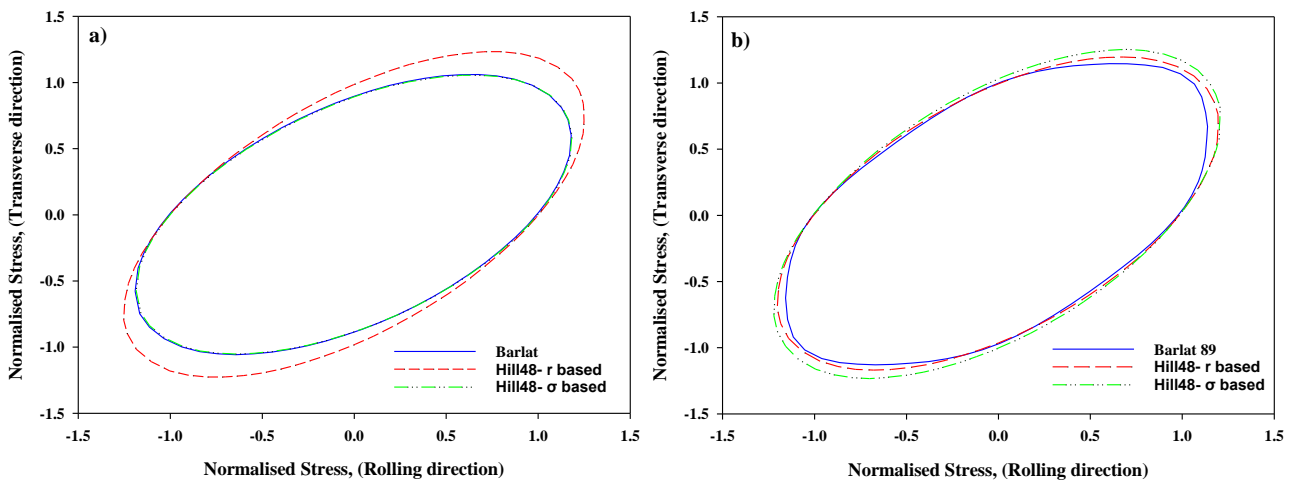 a)
1.5
1.0
0.5
0.0
-0.5
-1.0
-1.5
Normalised Stress, (Transverse direction)
Barlat
Hill48- r based
Hill48- σ based
-1.5 -1.0 -0.5 0.0 0.5 1.0 1.5
Normalised Stress, (Rolling direction)
b)
1.5
1.0
0.5
0.0
-0.5
-1.0
-1.5
Normalised Stress, (Transverse direction)
Barlat 89
Hill48- r based
Hill48- σ based
-1.5 -1.0 -0.5 0.0 0.5 1.0 1.5
Normalised Stress, (Rolling direction)